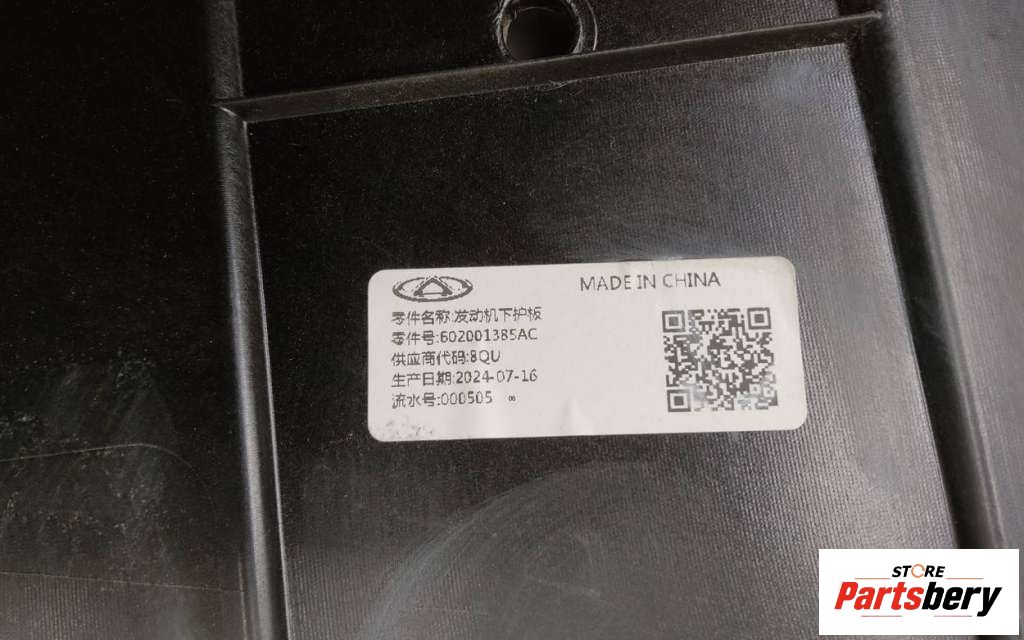 MADE IN CHINA
零件名称:发动机下护板
零件号:602001385AC
供应商代码:8QU
生产日期:2024-07-16
流水号:000505
STORE
Partsbery